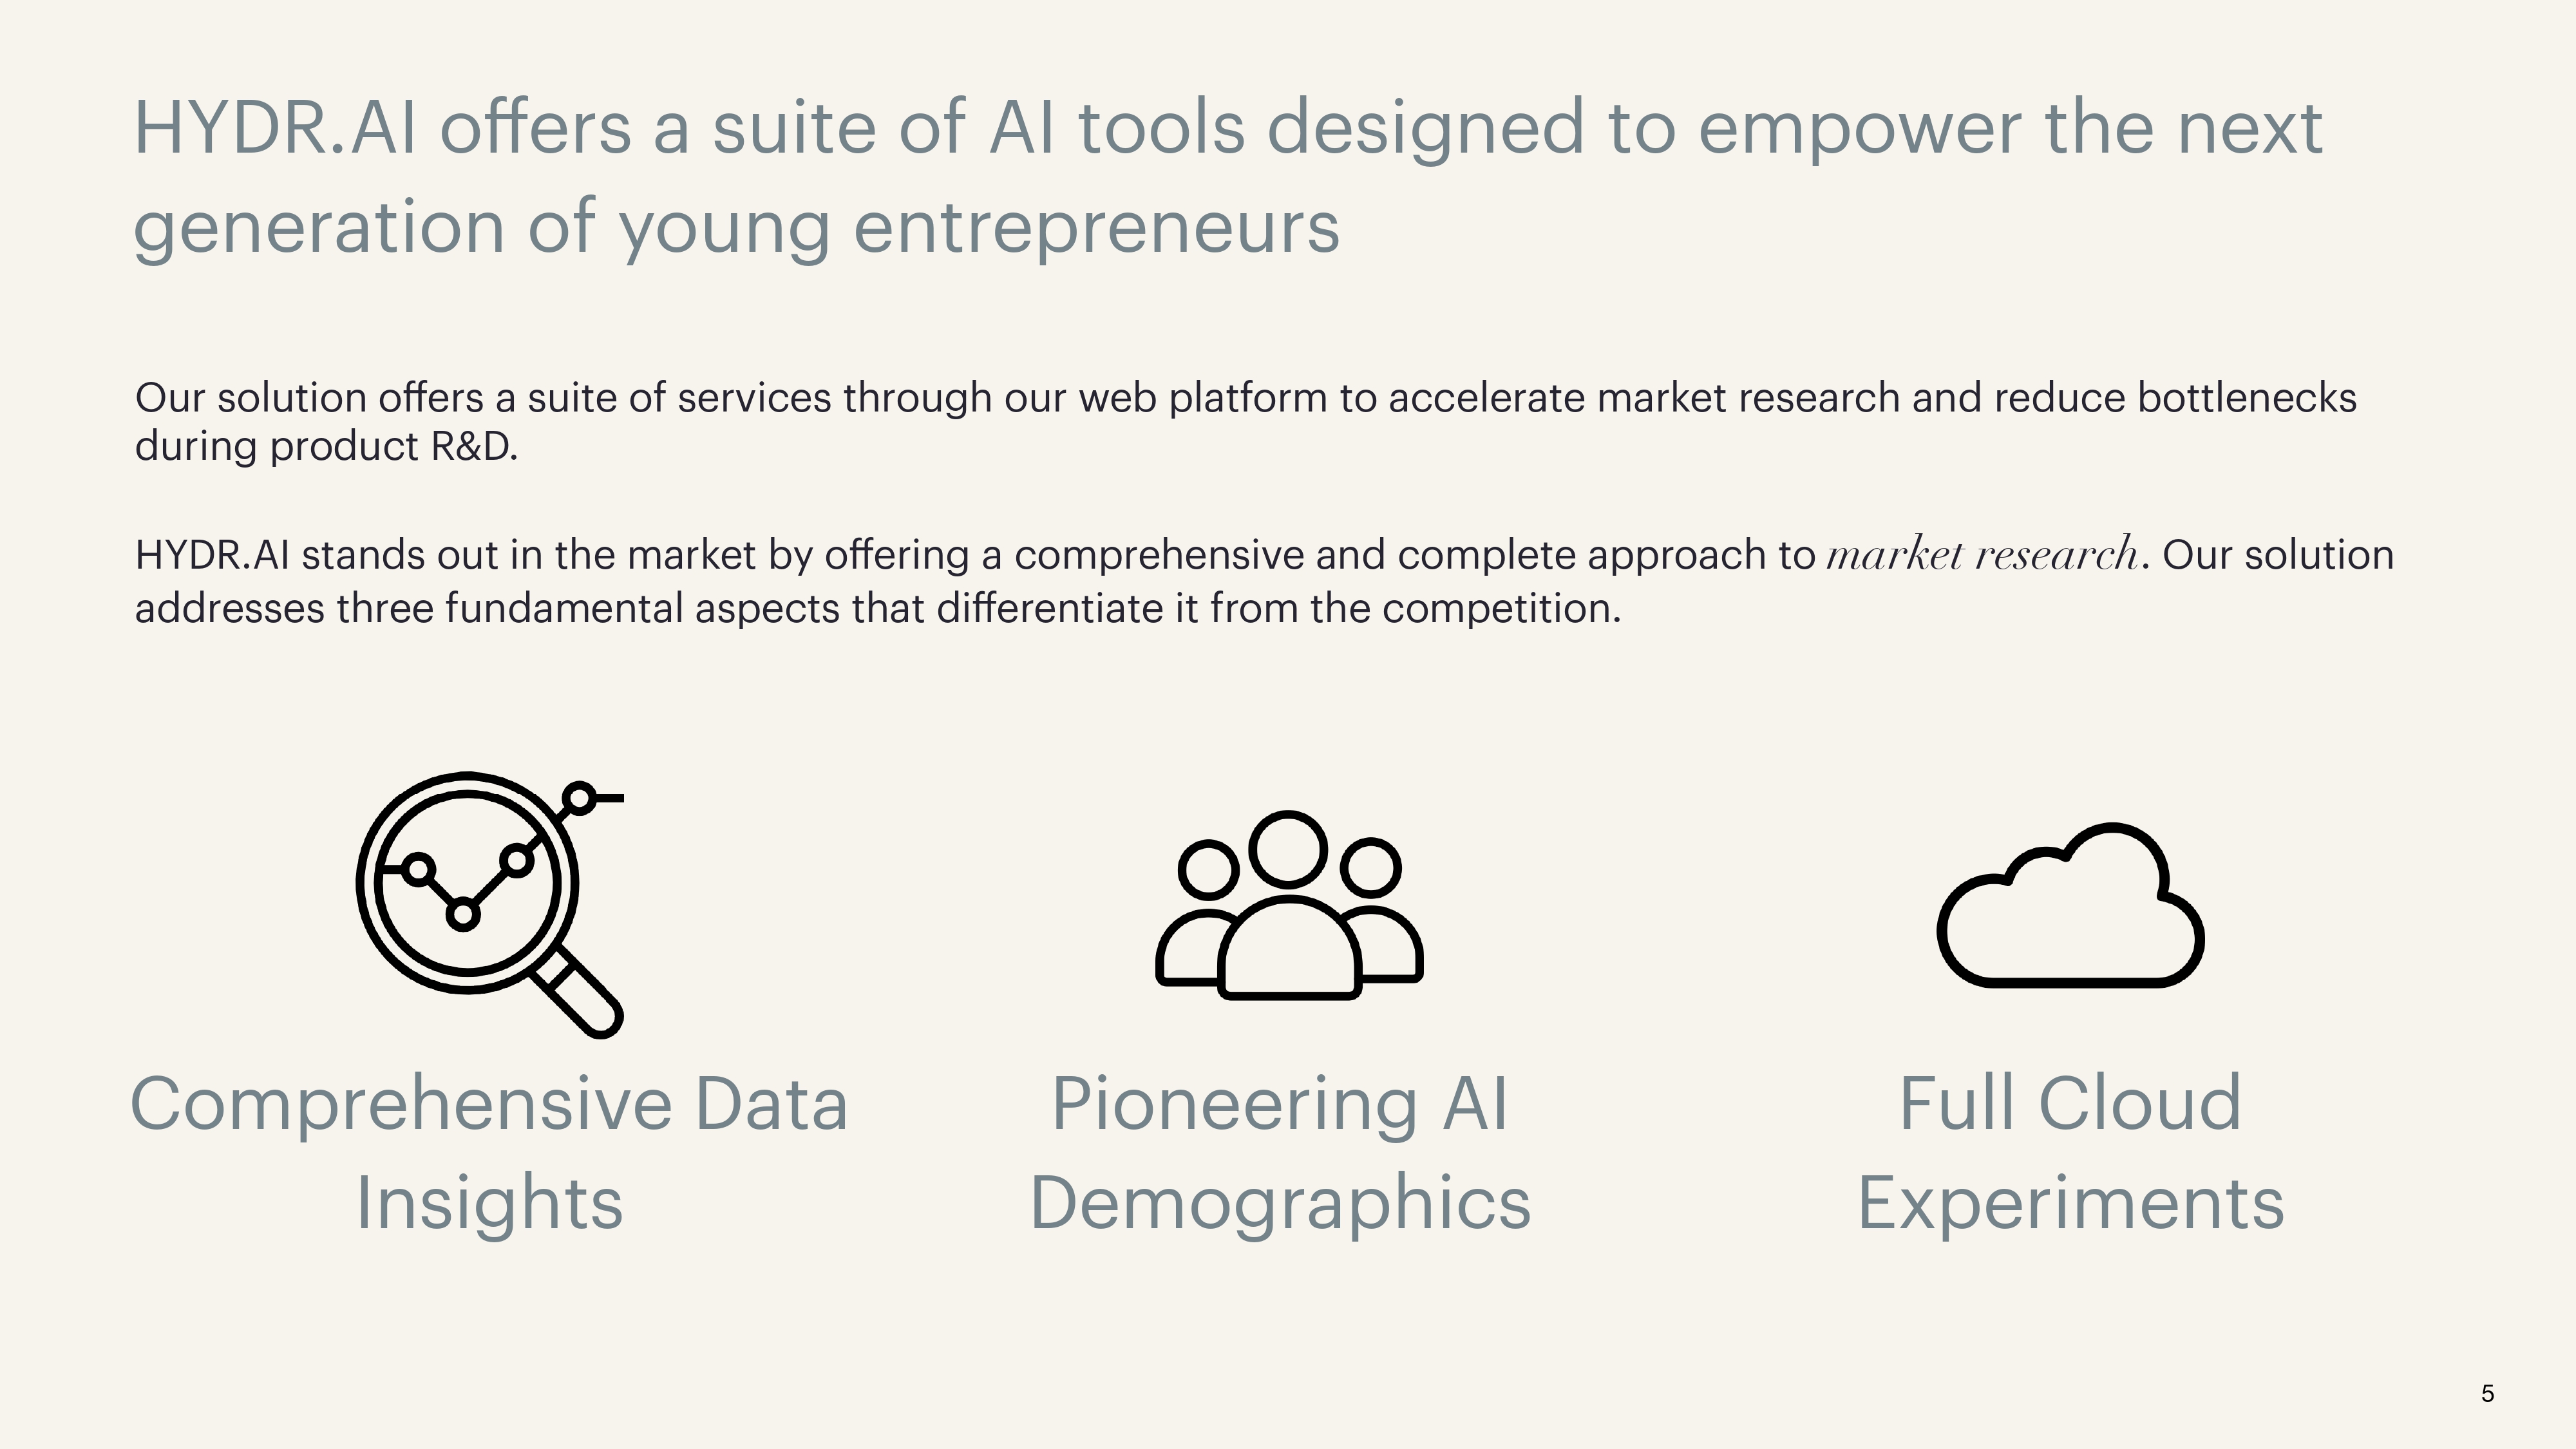 HYDR.AI offers a suite of AI tools designed to empower the next
generation of young entrepreneurs
Our solution offers a suite of services through our web platform to accelerate market research and reduce bottlenecks
during product R&D.
HYDR.AI stands out in the market by offering a comprehensive and complete approach to market research. Our solution
addresses three fundamental aspects that differentiate it from the competition.
Comprehensive Data
Insights
Pioneering AI
Demographics
Full Cloud
Experiments
5